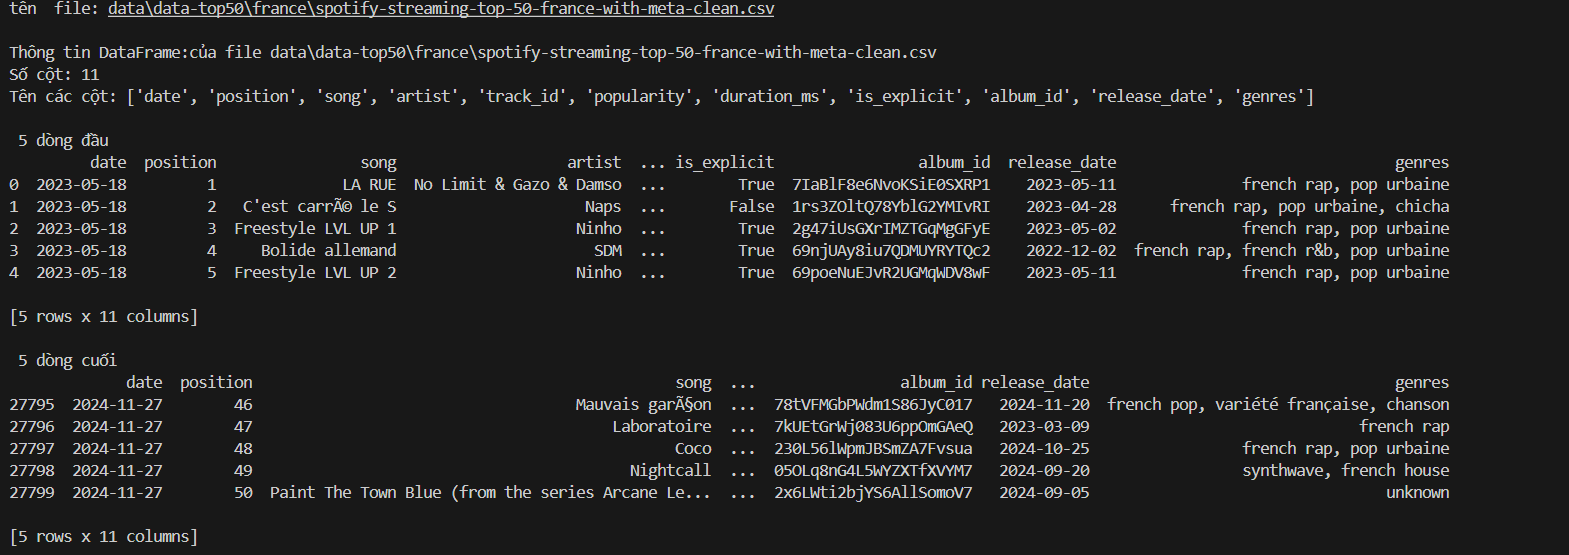 tên  file: data\data-top50\france\spotify-streaming-top-50-france-with-meta-clean.csv
Thông tin DataFrame:của file data\data-top50\france\spotify-streaming-top-50-france-with-meta-clean.csv
Số cột: 11
Tên các cột: ['date', 'position', 'song', 'artist', 'track_id', 'popularity', 'duration_ms', 'is_explicit', 'album_id', 'release_date', 'genres']
5 dòng đầu
date position song artist ... is_explicit album_id release_date genres
0 2023-05-18 1 LA RUE No Limit & Gazo & Damso ... True 7IaBlF8e6NvoKSiE0SXRP1 2023-05-11 french rap, pop urbaine
1 2023-05-18 2 C'est carrÃ© le S Naps ... False 1rs3ZOltQ78YblG2YMIvRI 2023-04-28 french rap, pop urbaine, chicha
2 2023-05-18 3 Freestyle LVL UP 1 Ninho ... True 2g47iUsGXrIMZTGqMgGFyE 2023-05-02 french rap, pop urbaine
3 2023-05-18 4 Bolide allemand SDM ... True 69njUAy8iu7QDMUYRYTQc2 2022-12-02 french rap, french r&b, pop urbaine
4 2023-05-18 5 Freestyle LVL UP 2 Ninho ... True 69poeNuEJvR2UGMqWDV8wF 2023-05-11 french rap, pop urbaine
[5 rows x 11 columns]
5 dòng cuối
date position song ... album_id release_date genres
27795 2024-11-27 46 Mauvais garÃ§on ... 78tVFMGbPWdm1S86JyC017 2024-11-20 french pop, variété française, chanson
27796 2024-11-27 47 Laboratoire ... 7kUEtGrWj083U6ppOmGAeQ 2023-03-09 french rap
27797 2024-11-27 48 Coco ... 230L56lWpmJBSmZA7Fvsua 2024-10-25 french rap, pop urbaine
27798 2024-11-27 49 Nightcall ... 05OLq8nG4L5WYZXTfXVYM7 2024-09-20 synthwave, french house
27799 2024-11-27 50 Paint The Town Blue (from the series Arcane Le... ... 2x6LWti2bjYS6AllSomoV7 2024-09-05 unknown
[5 rows x 11 columns]